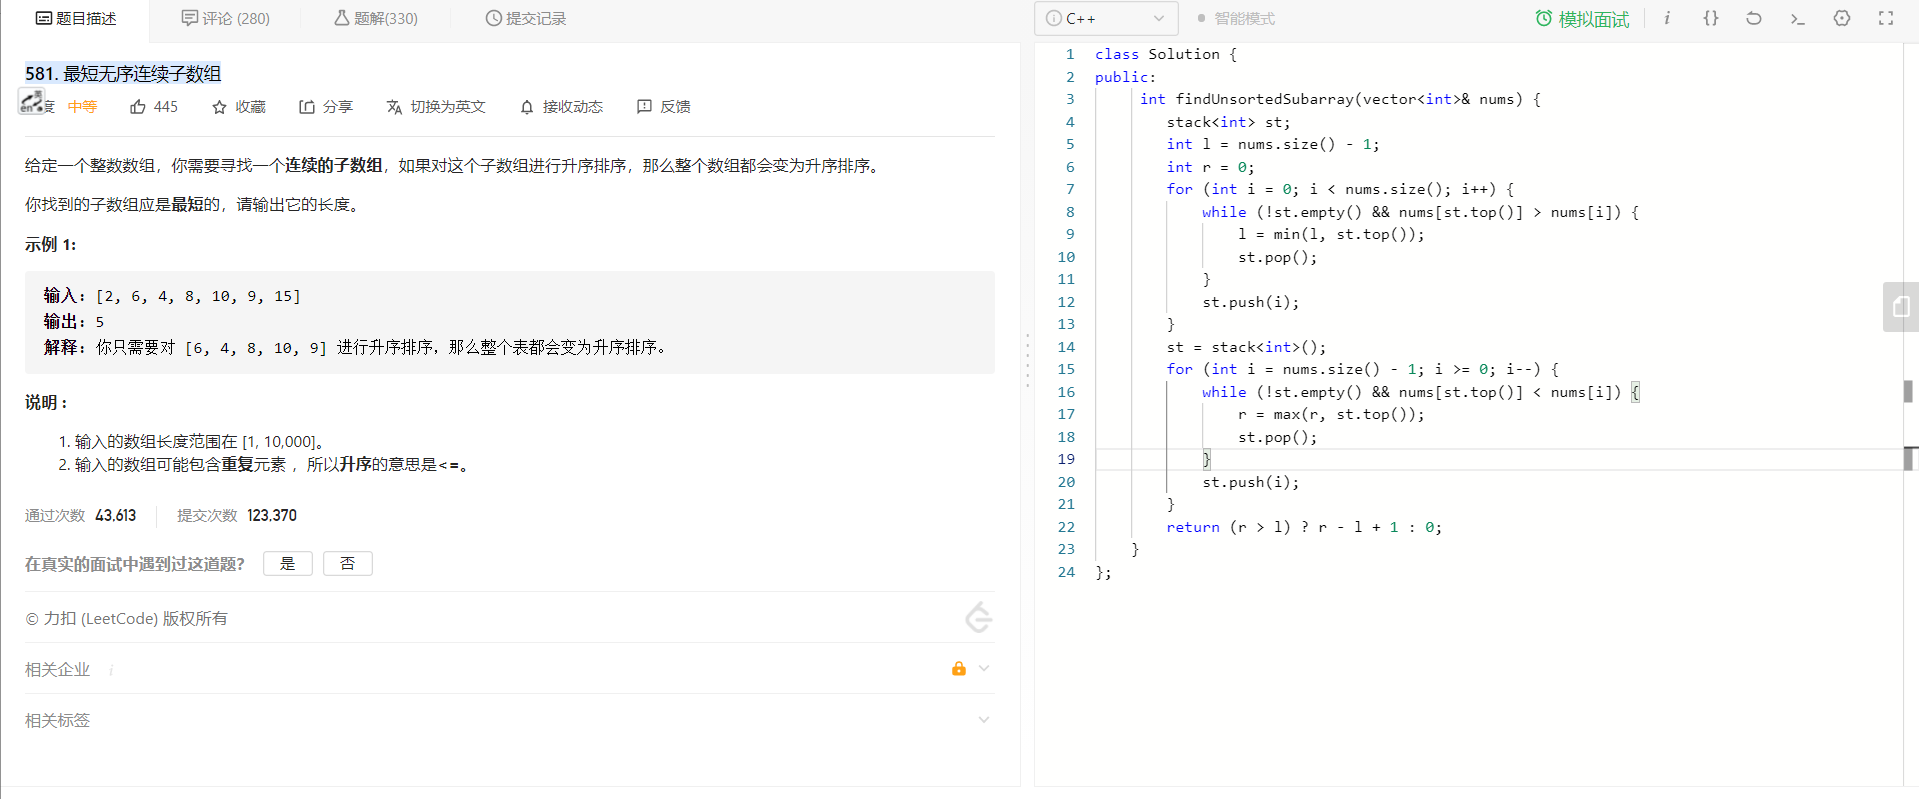 题目描述
评论 (280)
题解(330)
提交记录
581. 最短无序连续子数组
度 中等 445 收藏 分享 切换为英文 接收动态 反馈
给定一个整数数组，你需要寻找一个连续的子数组，如果对这个子数组进行升序排序，那么整个数组都会变为升序排序。
你找到的子数组应是最短的，请输出它的长度。
示例 1:
输入：[2, 6, 4, 8, 10, 9, 15]
输出：5
解释：你只需要对 [6, 4, 8, 10, 9] 进行升序排序，那么整个表都会变为升序排序。
说明 :
1. 输入的数组长度范围在 [1, 10,000]。
2. 输入的数组可能包含重复元素 ，所以升序的意思是<=。
通过次数 43,613 提交次数 123,370
在真实的面试中遇到过这道题? 是 否
© 力扣 (LeetCode) 版权所有
相关企业 i
相关标签
C++ 智能模式 模拟面试 i {}
1 class Solution {
2 public:
3 int findUnsortedSubarray(vector<int>& nums) {
4 stack<int> st;
5 int l = nums.size() - 1;
6 int r = 0;
7 for (int i = 0; i < nums.size(); i++) {
8 while (!st.empty() && nums[st.top()] > nums[i]) {
9 l = min(l, st.top());
10 st.pop();
11 }
12 st.push(i);
13 }
14 st = stack<int>();
15 for (int i = nums.size() - 1; i >= 0; i--) {
16 while (!st.empty() && nums[st.top()] < nums[i]) {
17 r = max(r, st.top());
18 st.pop();
19 }
20 st.push(i);
21 }
22 return (r > l) ? r - l + 1 : 0;
23 }
24 };